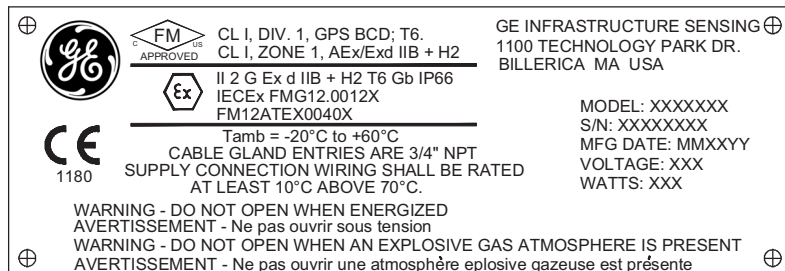 GE
C FM US
APPROVED
CL I, DIV. 1, GPS BCD; T6.
CL I, ZONE 1, AEx/Exd IIB + H2
Ex
II 2 G Ex d IIB + H2 T6 Gb IP66
IECEx FMG12.0012X
FM12ATEX0040X
CE
1180
Tamb = -20°C to +60°C
CABLE GLAND ENTRIES ARE 3/4" NPT
SUPPLY CONNECTION WIRING SHALL BE RATED
AT LEAST 10°C ABOVE 70°C.
GE INFRASTRUCTURE SENSING
1100 TECHNOLOGY PARK DR.
BILLERICA MA USA
MODEL: XXXXXXX
S/N: XXXXXXXX
MFG DATE: MMXXYY
VOLTAGE: XXX
WATTS: XXX
WARNING - DO NOT OPEN WHEN ENERGIZED
AVERTISSEMENT - Ne pas ouvrir sous tension
WARNING - DO NOT OPEN WHEN AN EXPLOSIVE GAS ATMOSPHERE IS PRESENT
AVERTISSEMENT - Ne pas ouvrir une atmosphère eplosive gazeuse est présente